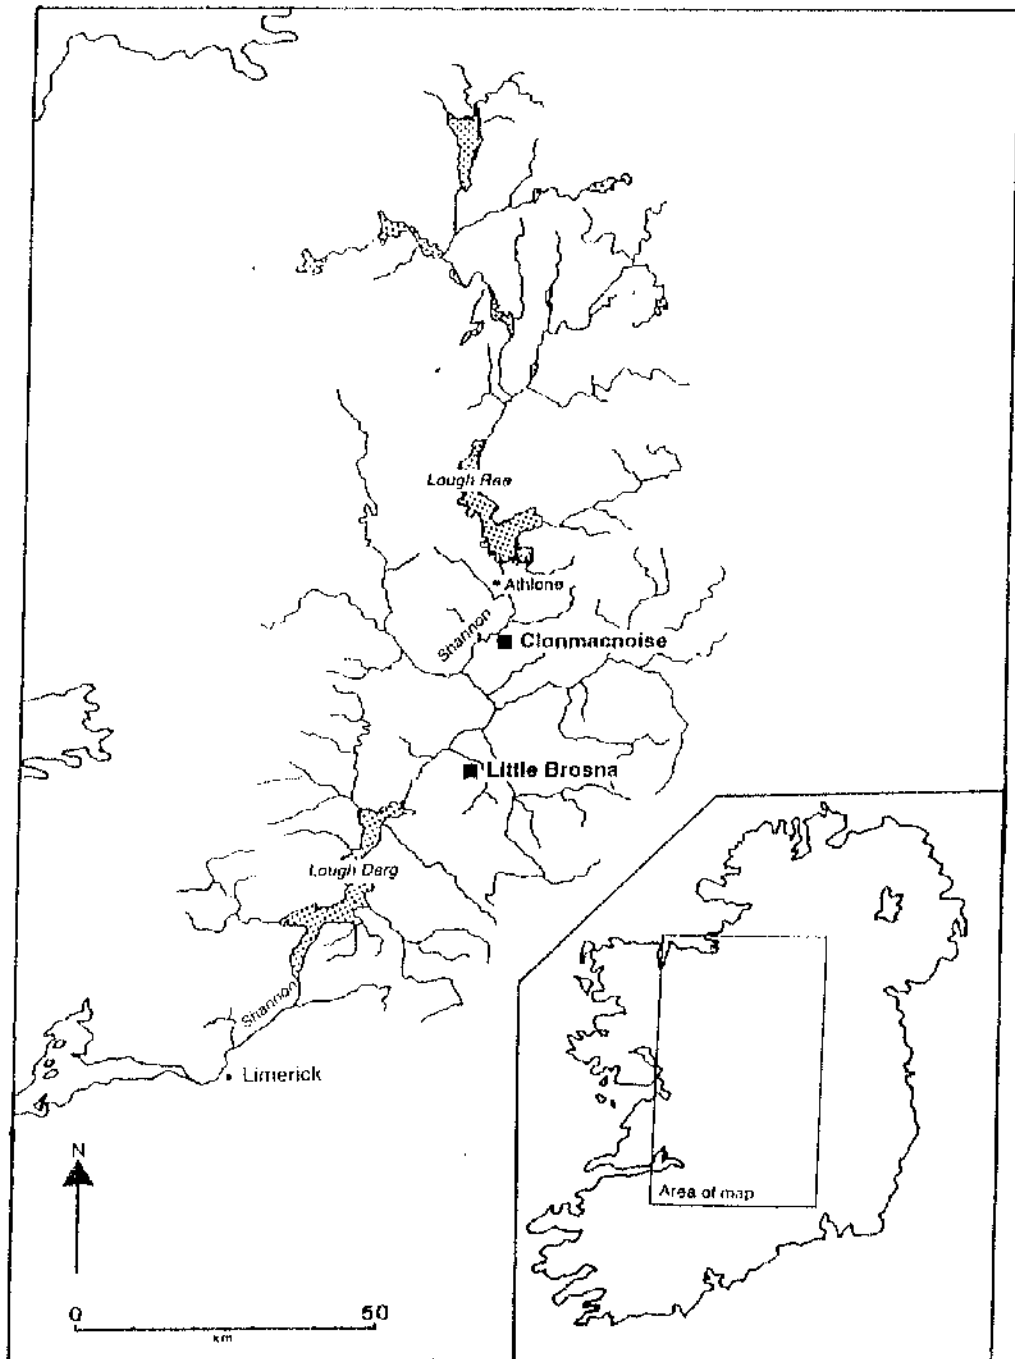 Lough Ree
Athlone
Shannon
Clonmacnoise
Little Brosna
Lough Derg
Shannon
Limerick
N
0 50
km
Area of map